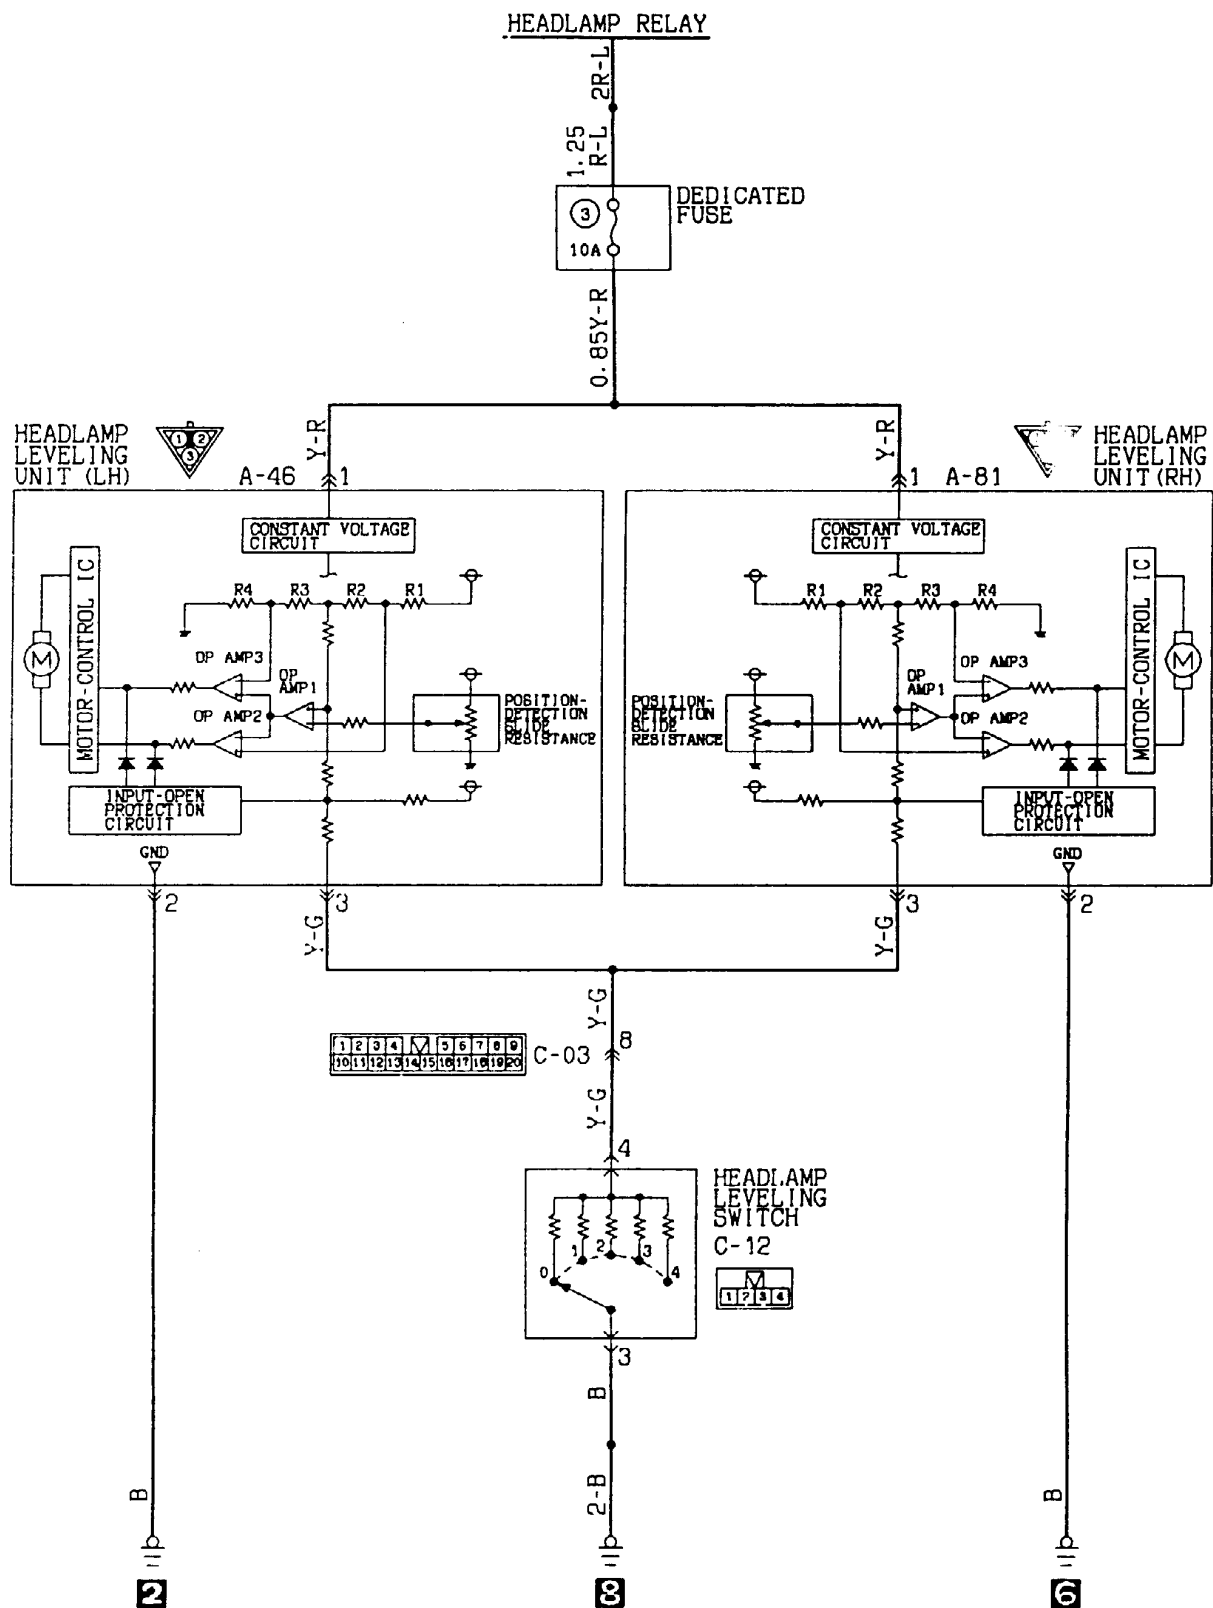 HEADLAMP RELAY
2R-L
1.25
R-L
DEDICATED
FUSE
3
10A
0.85Y-R
HEADLAMP
LEVELING
UNIT (LH)
1 2
3
Y-R
A-46
1
Y-R
1
A-81
HEADLAMP
LEVELING
UNIT (RH)
CONSTANT VOLTAGE
CIRCUIT
MOTOR-CONTROL IC
M
R4 R3 R2 R1
OP AMP3
OP
AMP1
OP AMP2
POSITION-
DETECTION
SLIDE
RESISTANCE
INPUT-OPEN
PROTECTION
CIRCUIT
GND
2
3
CONSTANT VOLTAGE
CIRCUIT
R1 R2 R3 R4
MOTOR-CONTROL IC
M
OP AMP3
OP
AMP1
OP AMP2
POSITION-
DETECTION
SLIDE
RESISTANCE
INPUT-OPEN
PROTECTION
CIRCUIT
GND
3
2
Y-G
Y-G
Y-G
1 2 3 4 5 6 7 8 9
10 11 12 13 14 15 16 17 18 19 20
C-03
8
Y-G
4
HEADLAMP
LEVELING
SWITCH
C-12
0 1 2 3 4
1 2 3 4
3
B
2-B
B
B
2
8
6